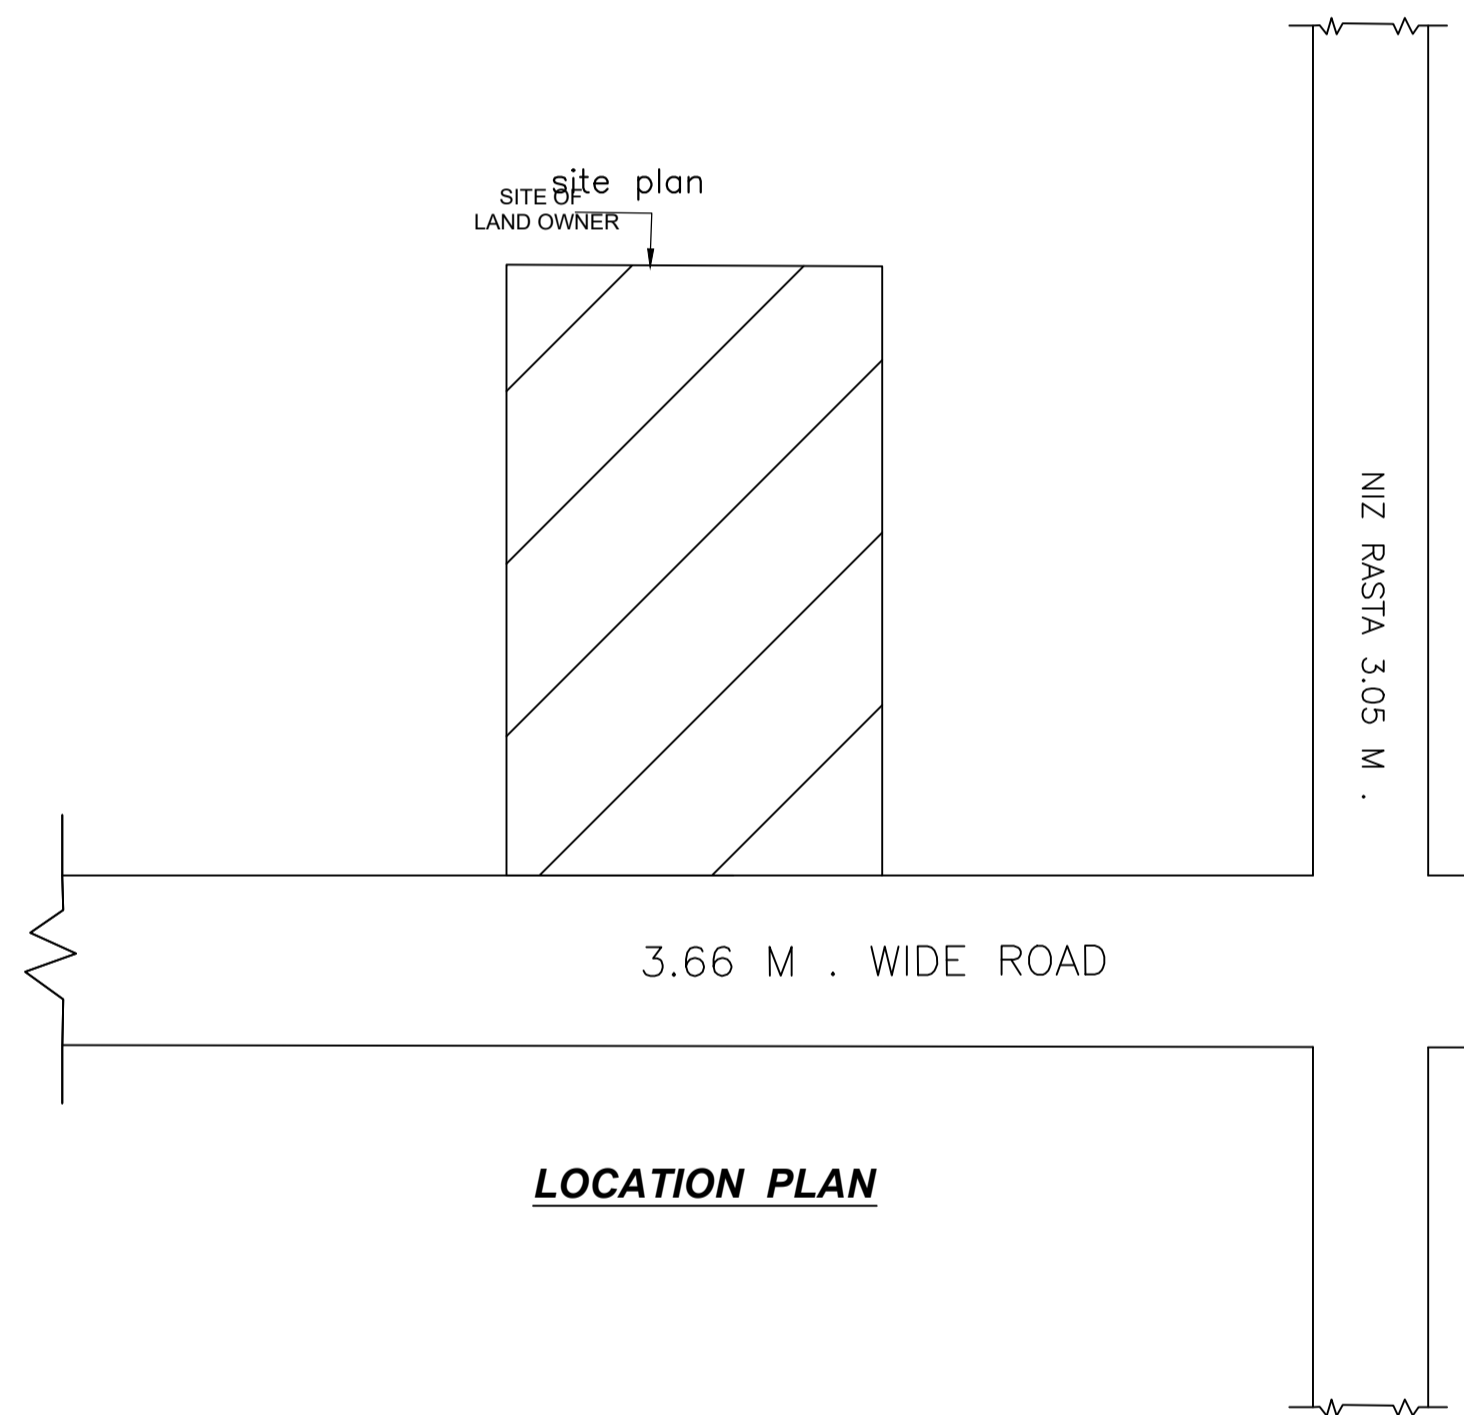 site plan
SITE OF
LAND OWNER
NIZ RASTA 3.05 M .
3.66 M . WIDE ROAD
LOCATION PLAN